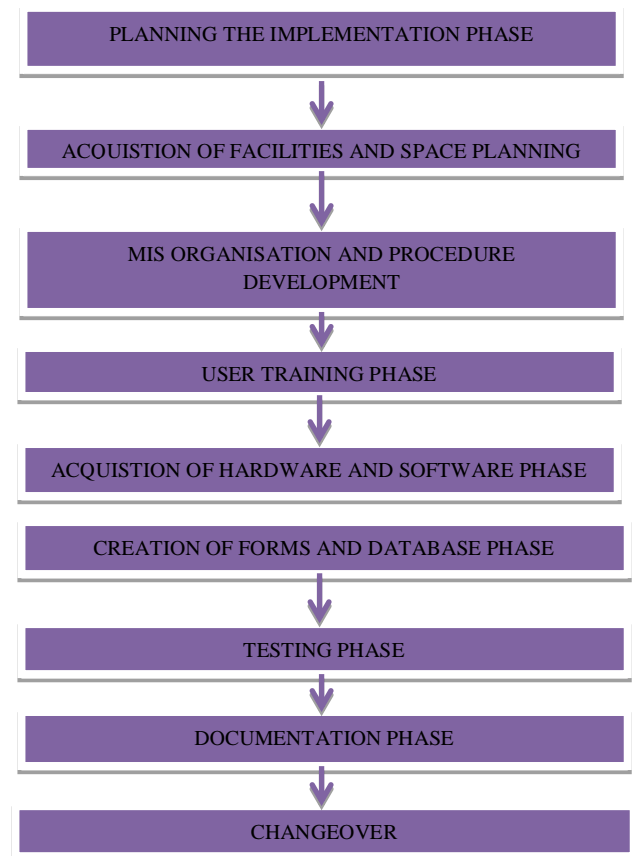 PLANNING THE IMPLEMENTATION PHASE
ACQUISTION OF FACILITIES AND SPACE PLANNING
MIS ORGANISATION AND PROCEDURE
DEVELOPMENT
USER TRAINING PHASE
ACQUISTION OF HARDWARE AND SOFTWARE PHASE
CREATION OF FORMS AND DATABASE PHASE
TESTING PHASE
DOCUMENTATION PHASE
CHANGEOVER